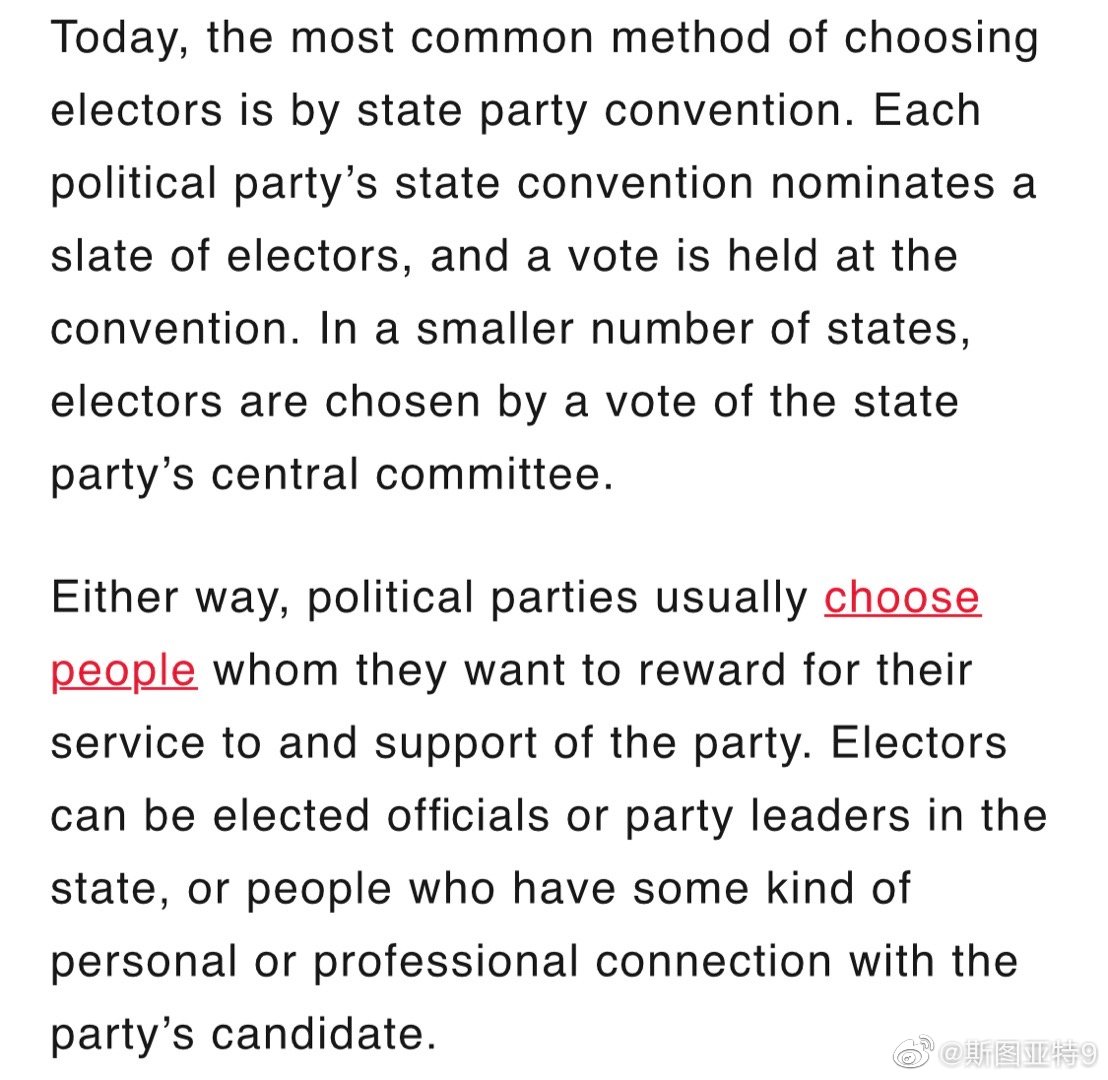 Today, the most common method of choosing
electors is by state party convention. Each
political party’s state convention nominates a
slate of electors, and a vote is held at the
convention. In a smaller number of states,
electors are chosen by a vote of the state
party’s central committee.
Either way, political parties usually choose
people whom they want to reward for their
service to and support of the party. Electors
can be elected officials or party leaders in the
state, or people who have some kind of
personal or professional connection with the
party’s candidate.
@斯图亚特9